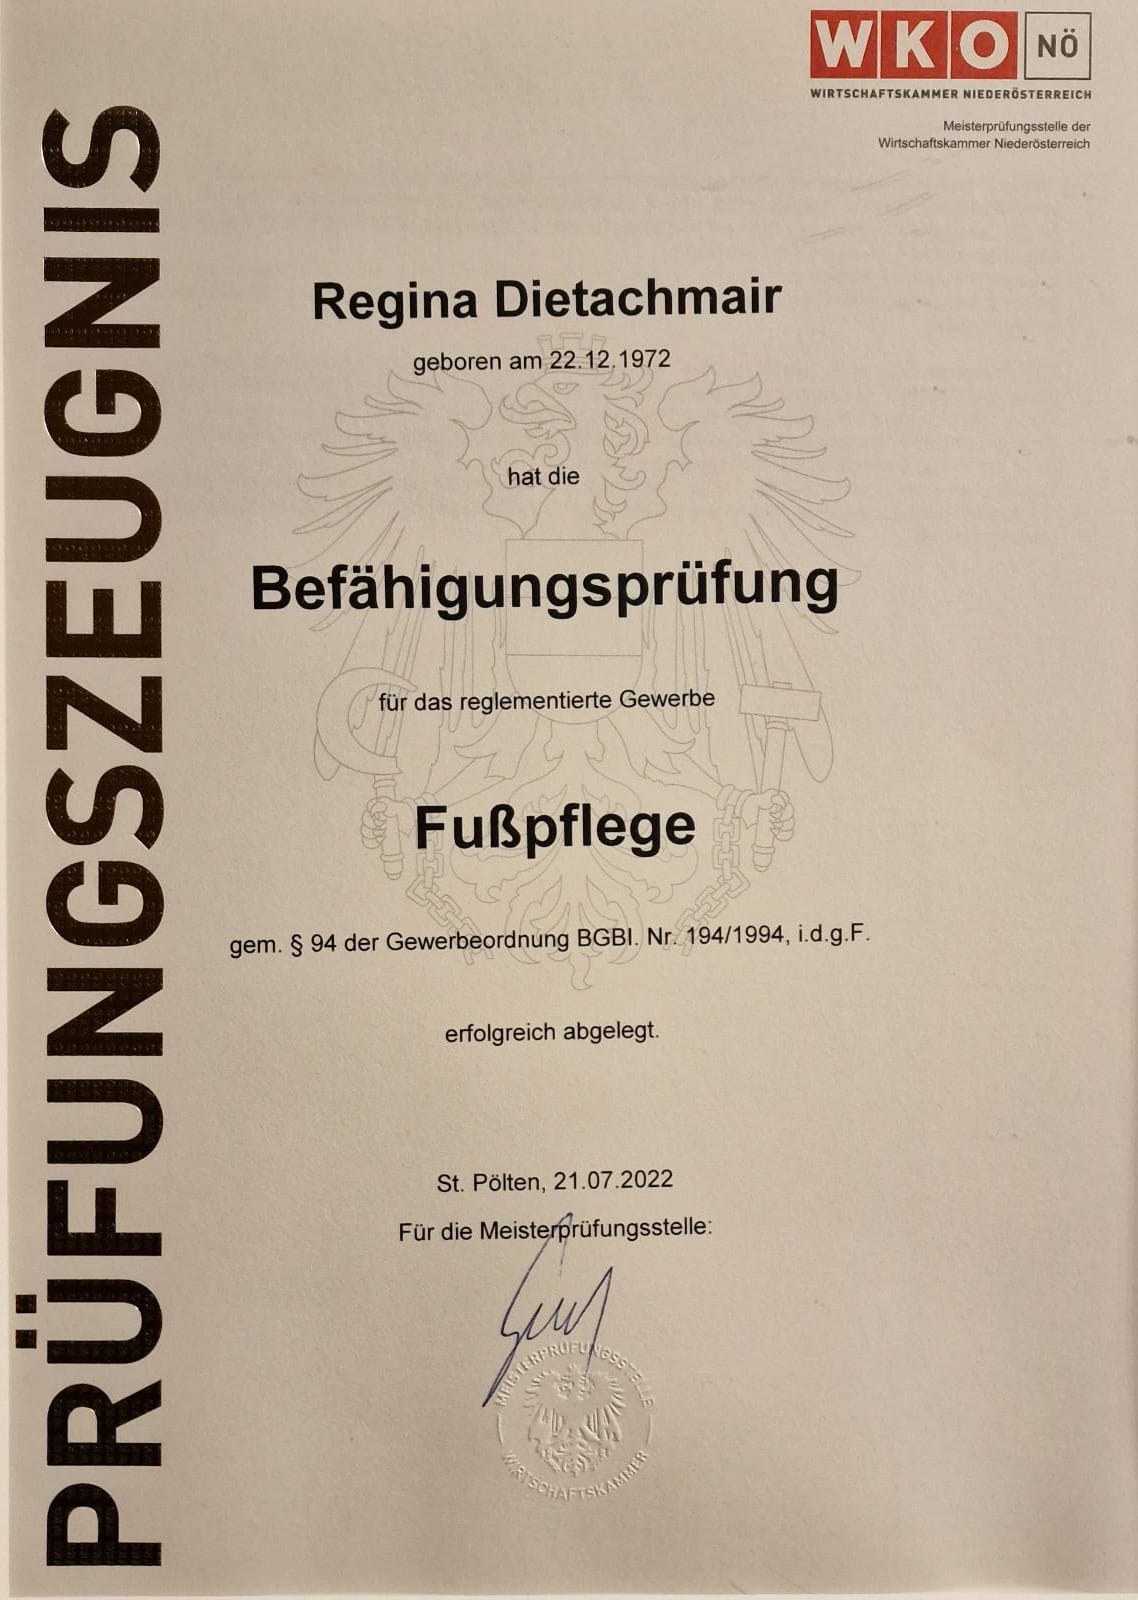 WKO NÖ
WIRTSCHAFTSKAMMER NIEDERÖSTERREICH
Meisterprüfungsstelle der
Wirtschaftskammer Niederösterreich
PRÜFUNGSZEUGNIS
Regina Dietachmair
geboren am 22.12.1972
hat die
Befähigungsprüfung
für das reglementierte Gewerbe
Fußpflege
gem. § 94 der Gewerbeordnung BGBl. Nr. 194/1994, i.d.g.F.
erfolgreich abgelegt.
St. Pölten, 21.07.2022
Für die Meisterprüfungsstelle:
MEISTERPRÜFUNGSSTELLE
WIRTSCHAFTSKAMMER